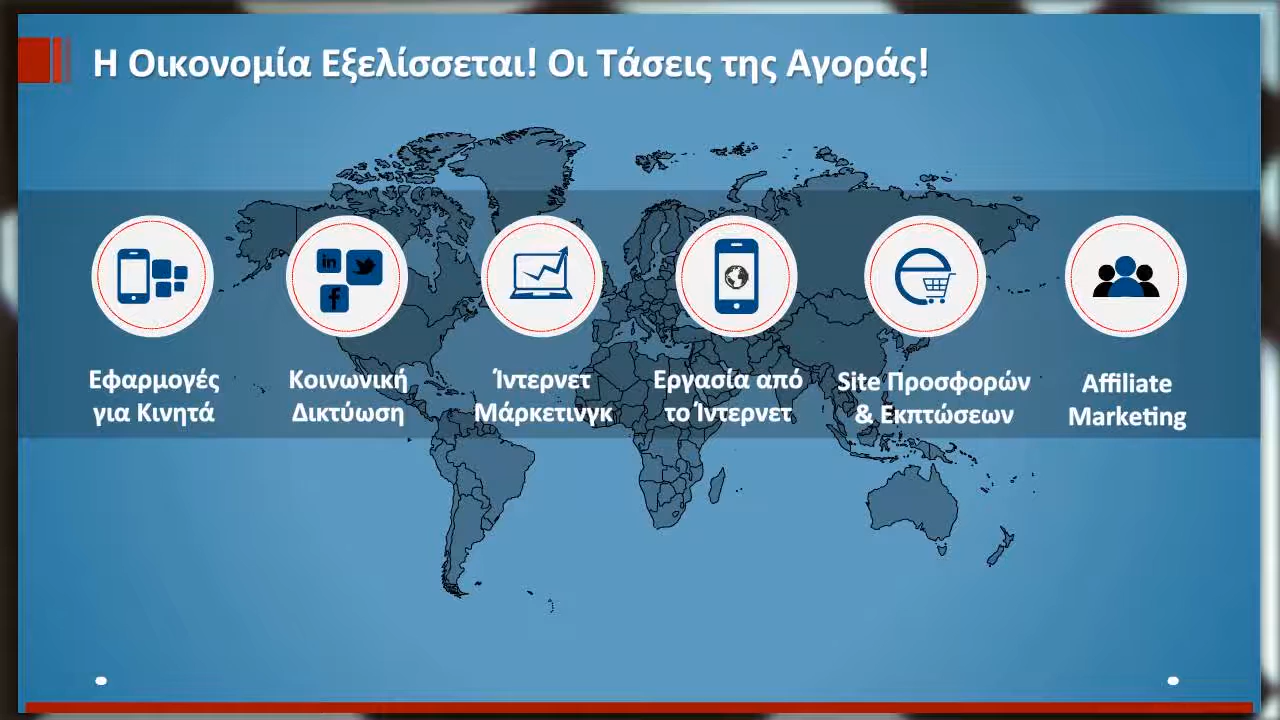 Η Οικονομία Εξελίσσεται! Οι Τάσεις της Αγοράς!
in
f
Εφαρμογές
για Κινητά
Κοινωνική
Δικτύωση
Ίντερνετ
Μάρκετινγκ
Εργασία από
το Ίντερνετ
Site Προσφορών
& Εκπτώσεων
Affiliate
Marketing